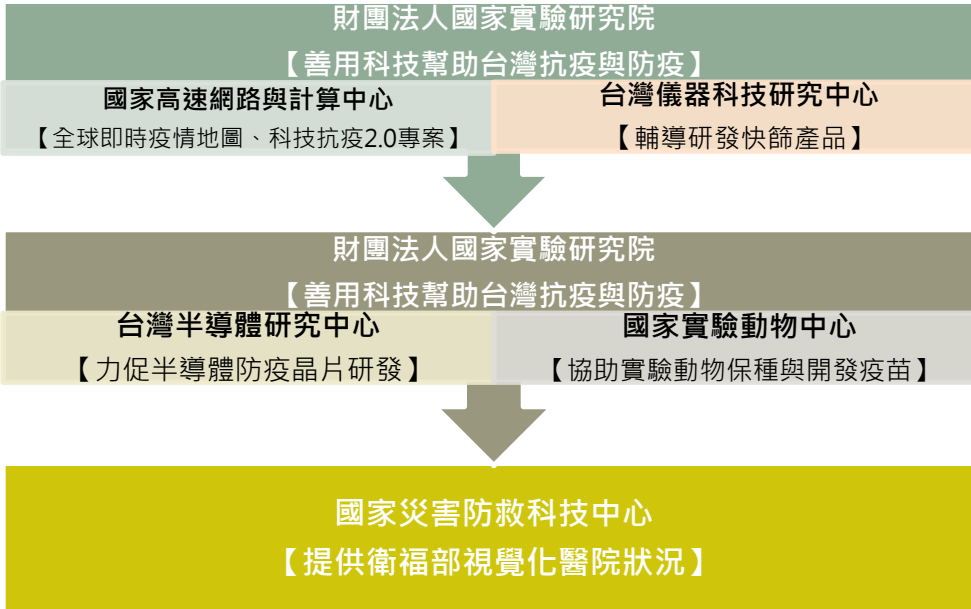 財團法人國家實驗研究院
【善用科技幫助台灣抗疫與防疫】
國家高速網路與計算中心
【全球即時疫情地圖、科技抗疫2.0專案】
台灣儀器科技研究中心
【輔導研發快篩產品】
財團法人國家實驗研究院
【善用科技幫助台灣抗疫與防疫】
台灣半導體研究中心
【力促半導體防疫晶片研發】
國家實驗動物中心
【協助實驗動物保種與開發疫苗】
國家災害防救科技中心
【提供衛福部視覺化醫院狀況】